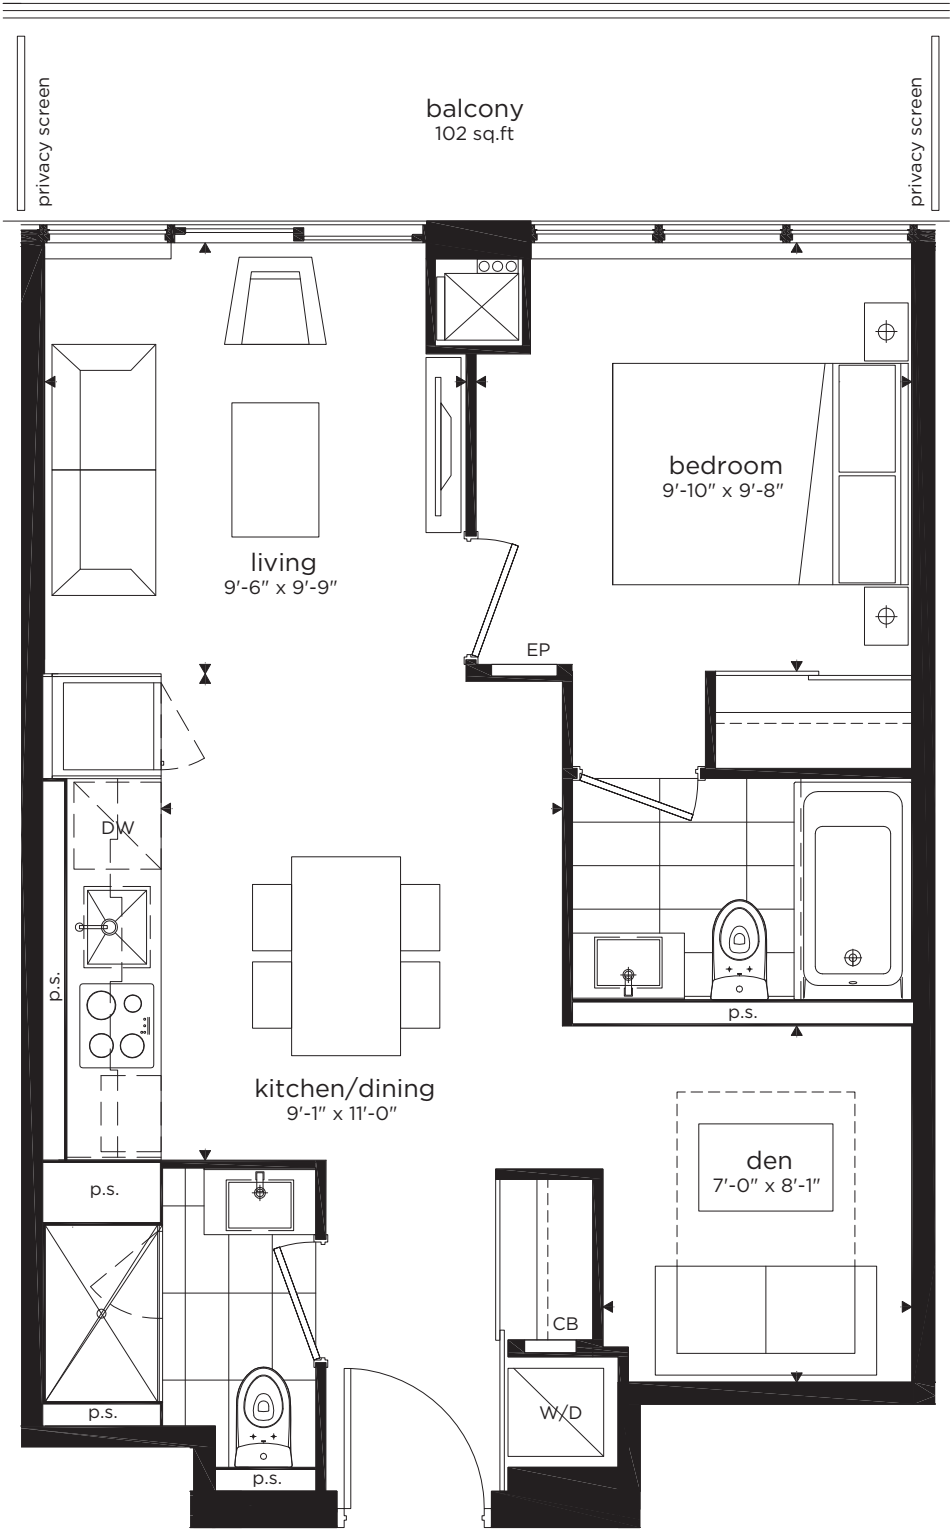 privacy screen
balcony
102 sq.ft
privacy screen
bedroom
9'-10" x 9'-8"
living
9'-6" x 9'-9"
EP
DW
p.s.
p.s.
kitchen/dining
9'-1" x 11'-0"
den
7'-0" x 8'-1"
p.s.
CB
p.s.
W/D
p.s.